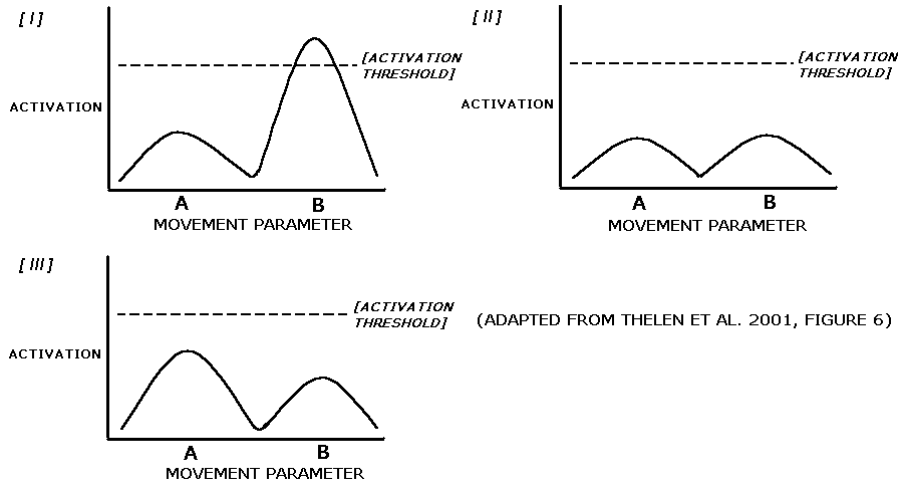 [I]
[ACTIVATION
THRESHOLD]
ACTIVATION
A B
MOVEMENT PARAMETER
[II]
[ACTIVATION
THRESHOLD]
ACTIVATION
A B
MOVEMENT PARAMETER
[III]
[ACTIVATION
THRESHOLD]
ACTIVATION
A B
MOVEMENT PARAMETER
(ADAPTED FROM THELEN ET AL. 2001, FIGURE 6)